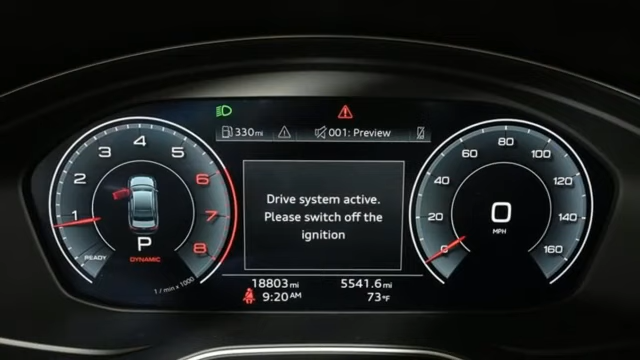 330 mi
001: Preview
1 2 3 4 5 6 7 8
P
READY
DYNAMIC
1 / min x 1000
Drive system active.
Please switch off the
ignition
0 20 40 60 80 100 120 140 160
0
MPH
18803 mi
5541.6 mi
9:20 AM
73 °F